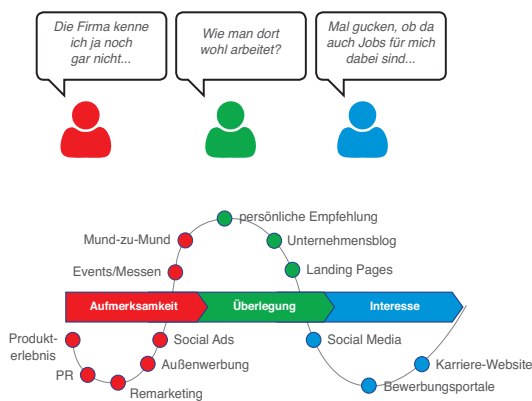 Die Firma kenne
ich ja noch
gar nicht...
Wie man dort
wohl arbeitet?
Mal gucken, ob da
auch Jobs für mich
dabei sind...
persönliche Empfehlung
Mund-zu-Mund
Unternehmensblog
Events/Messen
Landing Pages
Aufmerksamkeit
Überlegung
Interesse
Produkt-
erlebnis
Social Ads
Social Media
PR
Außenwerbung
Karriere-Website
Remarketing
Bewerbungsportale